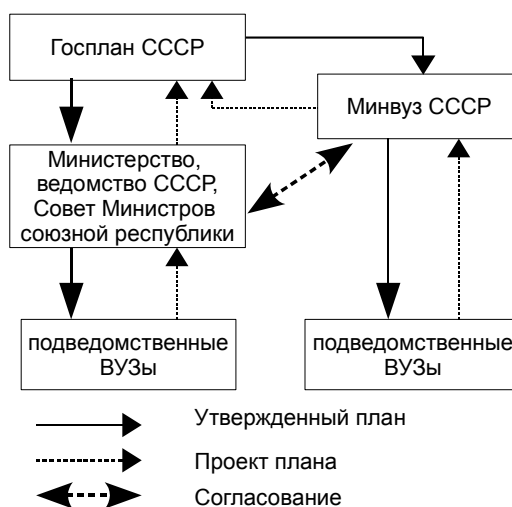 Госплан СССР
Минвуз СССР
Министерство,
ведомство СССР,
Совет Министров
союзной республики
подведомственные
ВУЗы
подведомственные
ВУЗы
Утвержденный план
Проект плана
Согласование